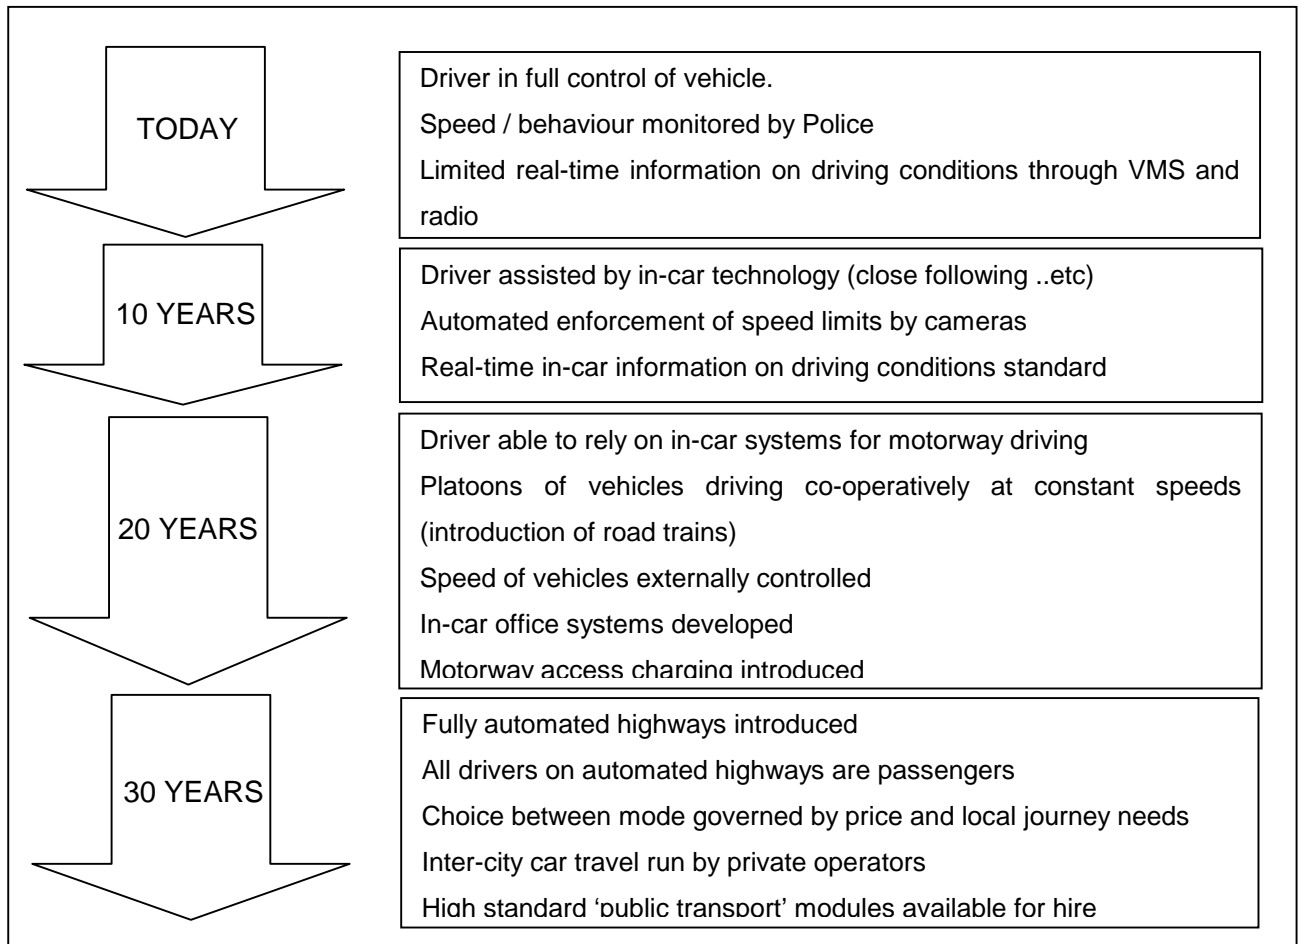 TODAY
Driver in full control of vehicle.
Speed / behaviour monitored by Police
Limited real-time information on driving conditions through VMS and
radio
10 YEARS
Driver assisted by in-car technology (close following ..etc)
Automated enforcement of speed limits by cameras
Real-time in-car information on driving conditions standard
20 YEARS
Driver able to rely on in-car systems for motorway driving
Platoons of vehicles driving co-operatively at constant speeds
(introduction of road trains)
Speed of vehicles externally controlled
In-car office systems developed
Motorway access charging introduced
30 YEARS
Fully automated highways introduced
All drivers on automated highways are passengers
Choice between mode governed by price and local journey needs
Inter-city car travel run by private operators
High standard ‘public transport’ modules available for hire